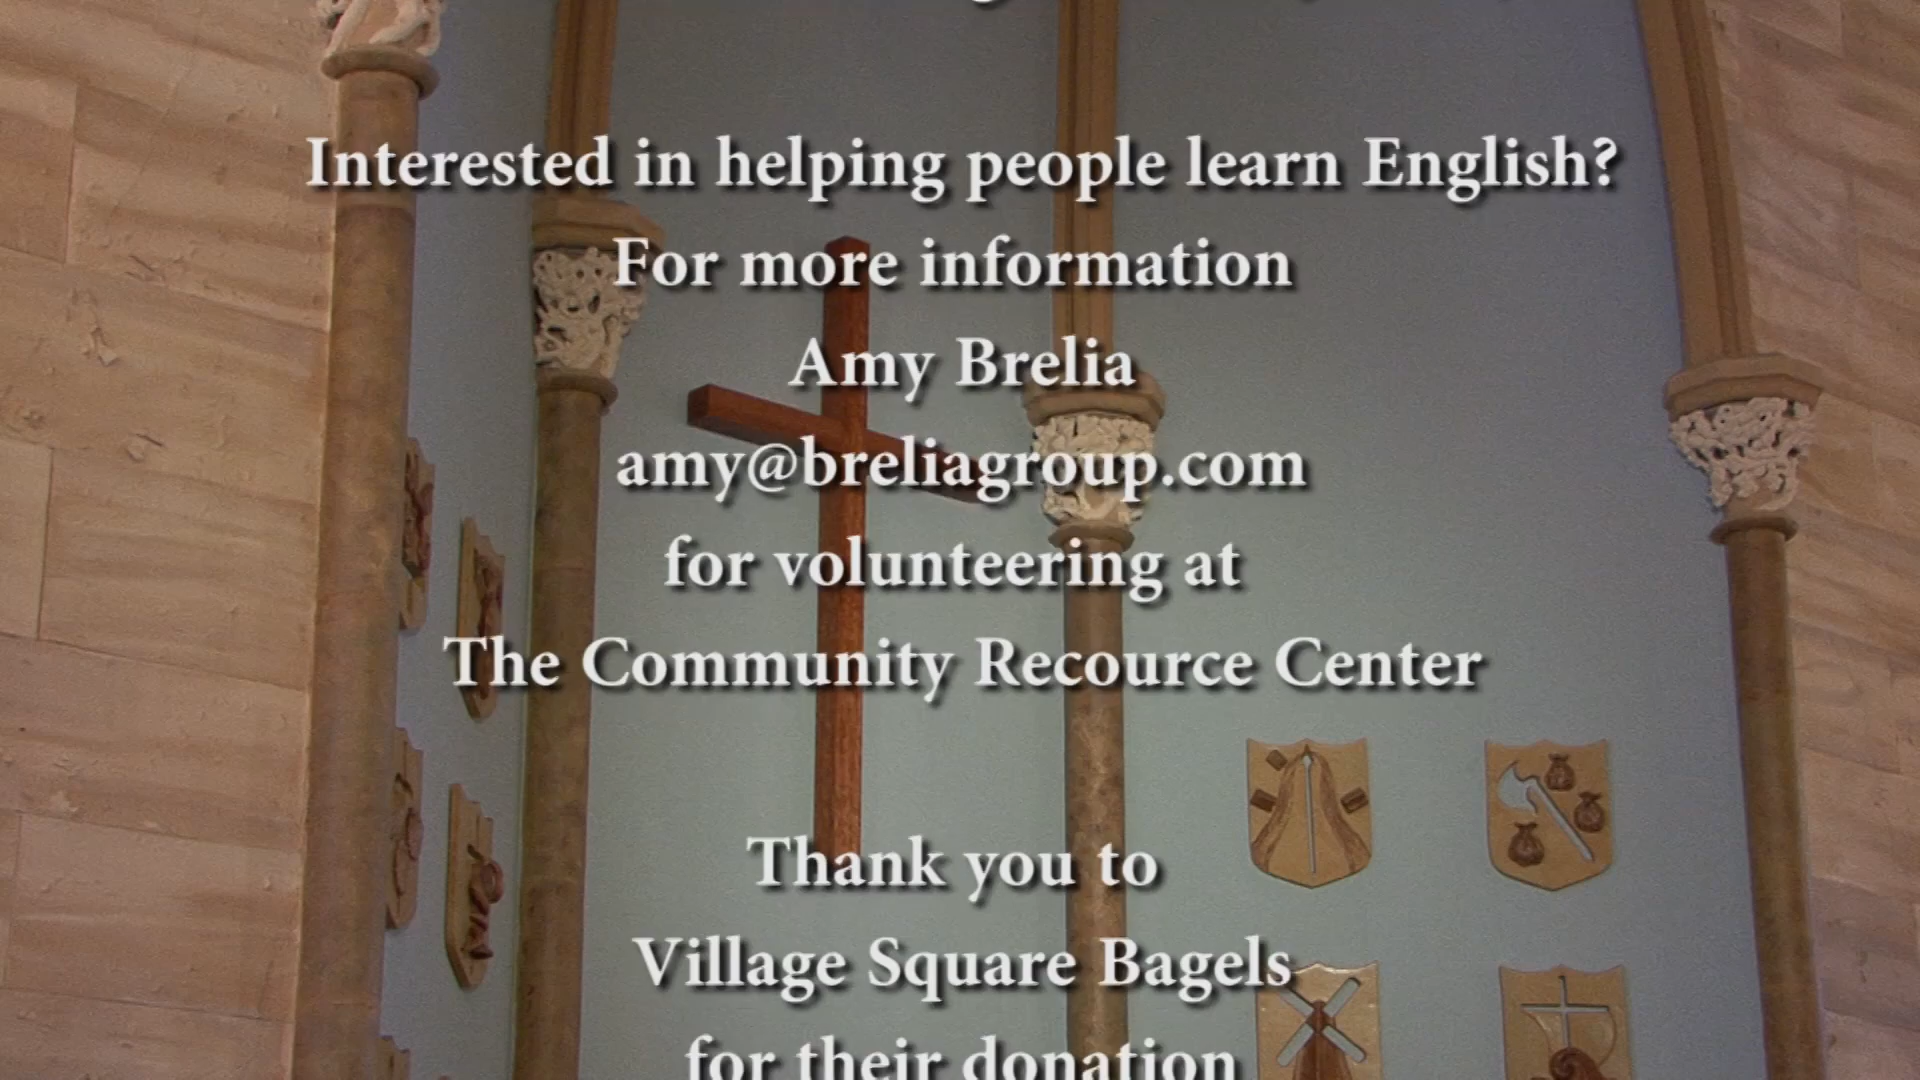 Interested in helping people learn English?
For more information
Amy Brelia
amy@breliagroup.com
for volunteering at
The Community Recource Center
Thank you to
Village Square Bagels
for their donation